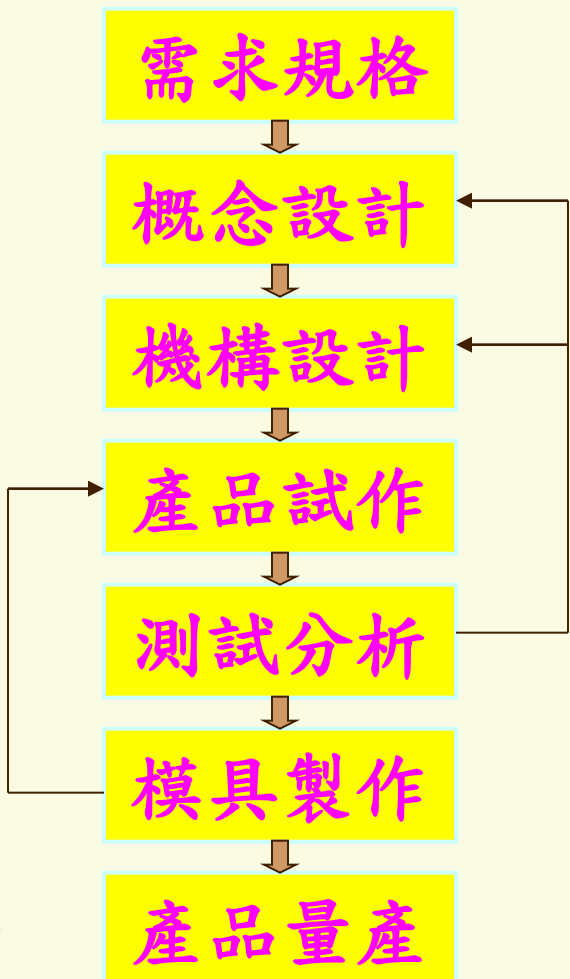 需求規格
概念設計
機構設計
產品試作
測試分析
模具製作
產品量產